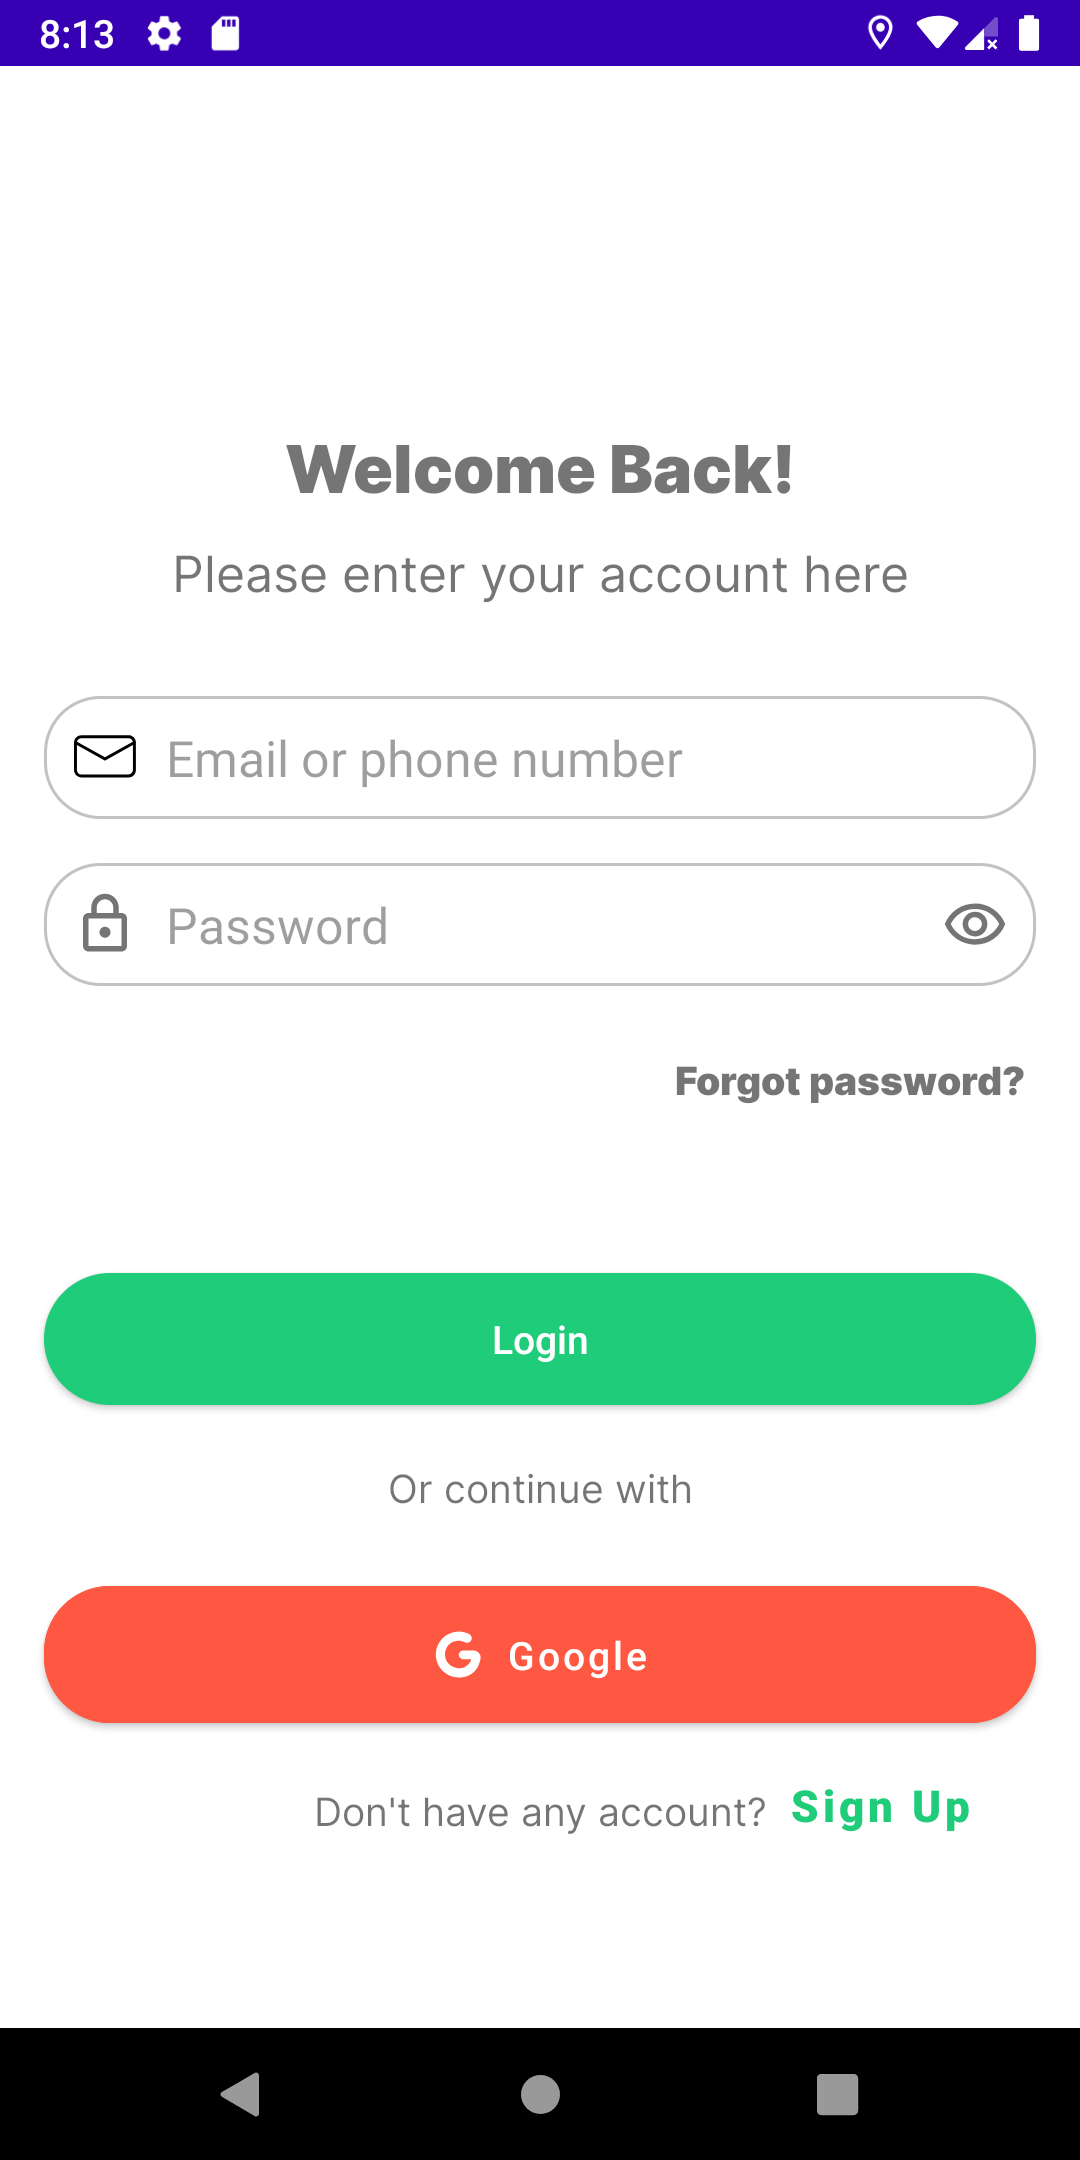 8:13
Welcome Back!
Please enter your account here
Email or phone number
Password
Forgot password?
Login
Or continue with
Google
Don't have any account? Sign Up